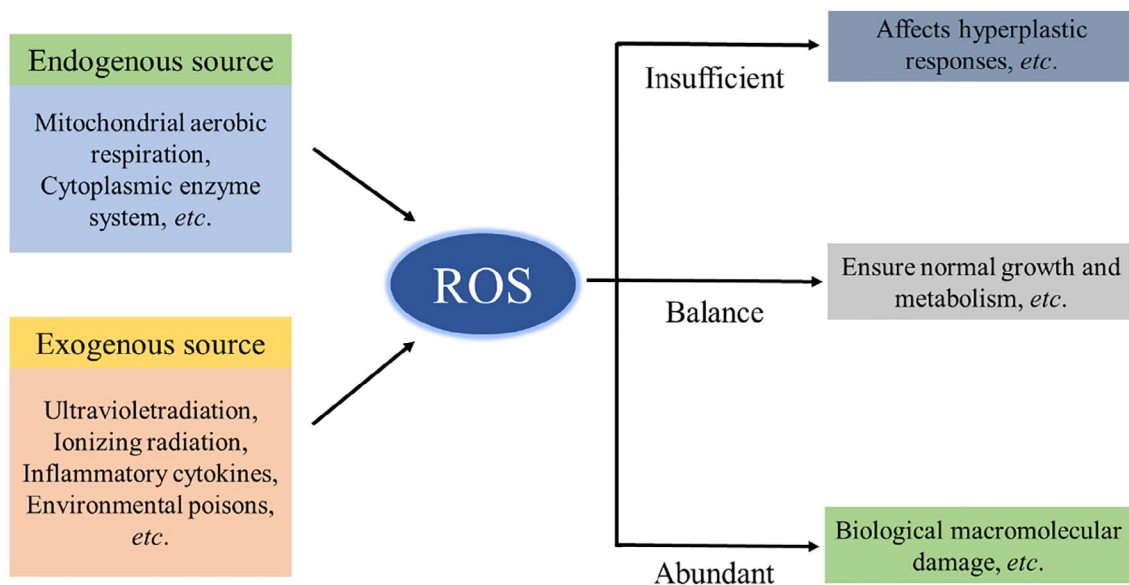 Endogenous source
Mitochondrial aerobic
respiration,
Cytoplasmic enzyme
system, etc.
Exogenous source
Ultravioletradiation,
Ionizing radiation,
Inflammatory cytokines,
Environmental poisons,
etc.
ROS
Insufficient
Balance
Abundant
Affects hyperplastic
responses, etc.
Ensure normal growth and
metabolism, etc.
Biological macromolecular
damage, etc.